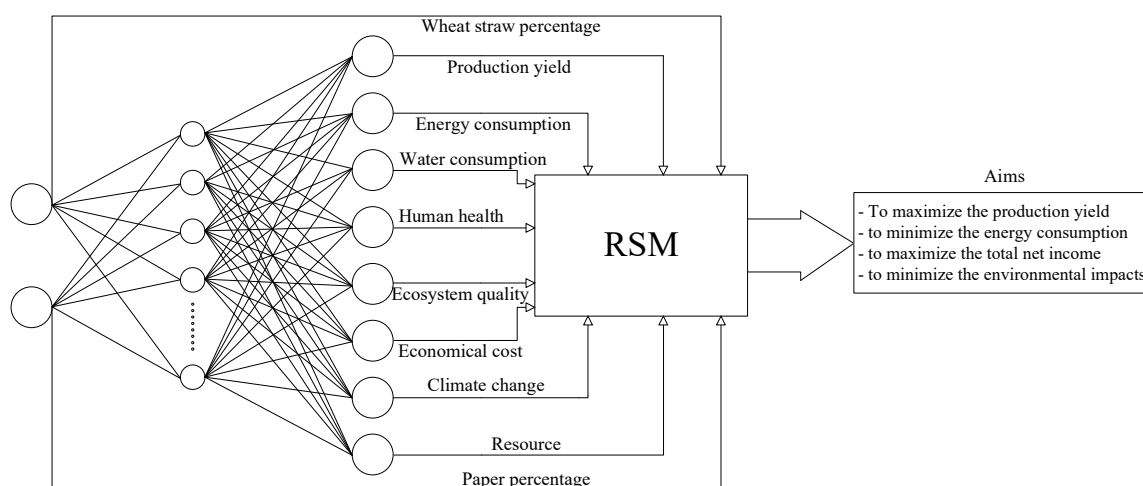 Wheat straw percentage
Production yield
Energy consumption
Water consumption
Human health
Ecosystem quality
Economical cost
Climate change
Resource
Paper percentage
RSM
Aims
- To maximize the production yield
- to minimize the energy consumption
- to maximize the total net income
- to minimize the environmental impacts